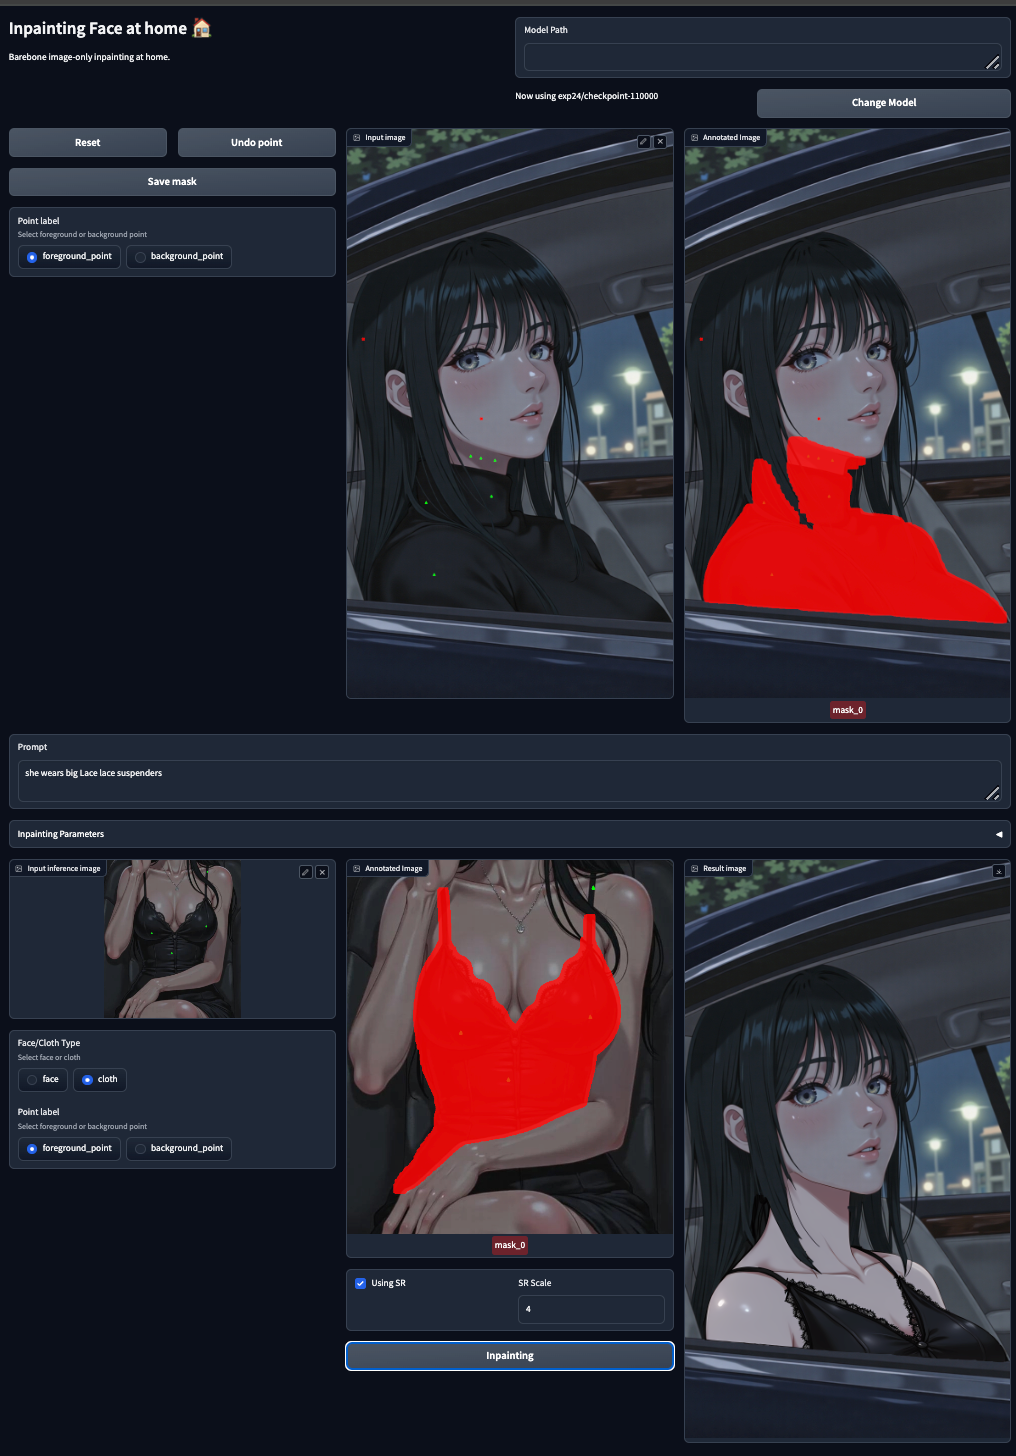 Inpainting Face at home 🏠
Barebone image-only inpainting at home.
Model Path
Now using exp24/checkpoint-110000
Change Model
Reset
Undo point
Save mask
Point label
Select foreground or background point
foreground_point
background_point
Input image
Annotated Image
mask_0
Prompt
she wears big Lace lace suspenders
Inpainting Parameters
Input inference image
Face/Cloth Type
Select face or cloth
face
cloth
Point label
Select foreground or background point
foreground_point
background_point
Annotated Image
mask_0
Using SR
SR Scale
4
Inpainting
Result image